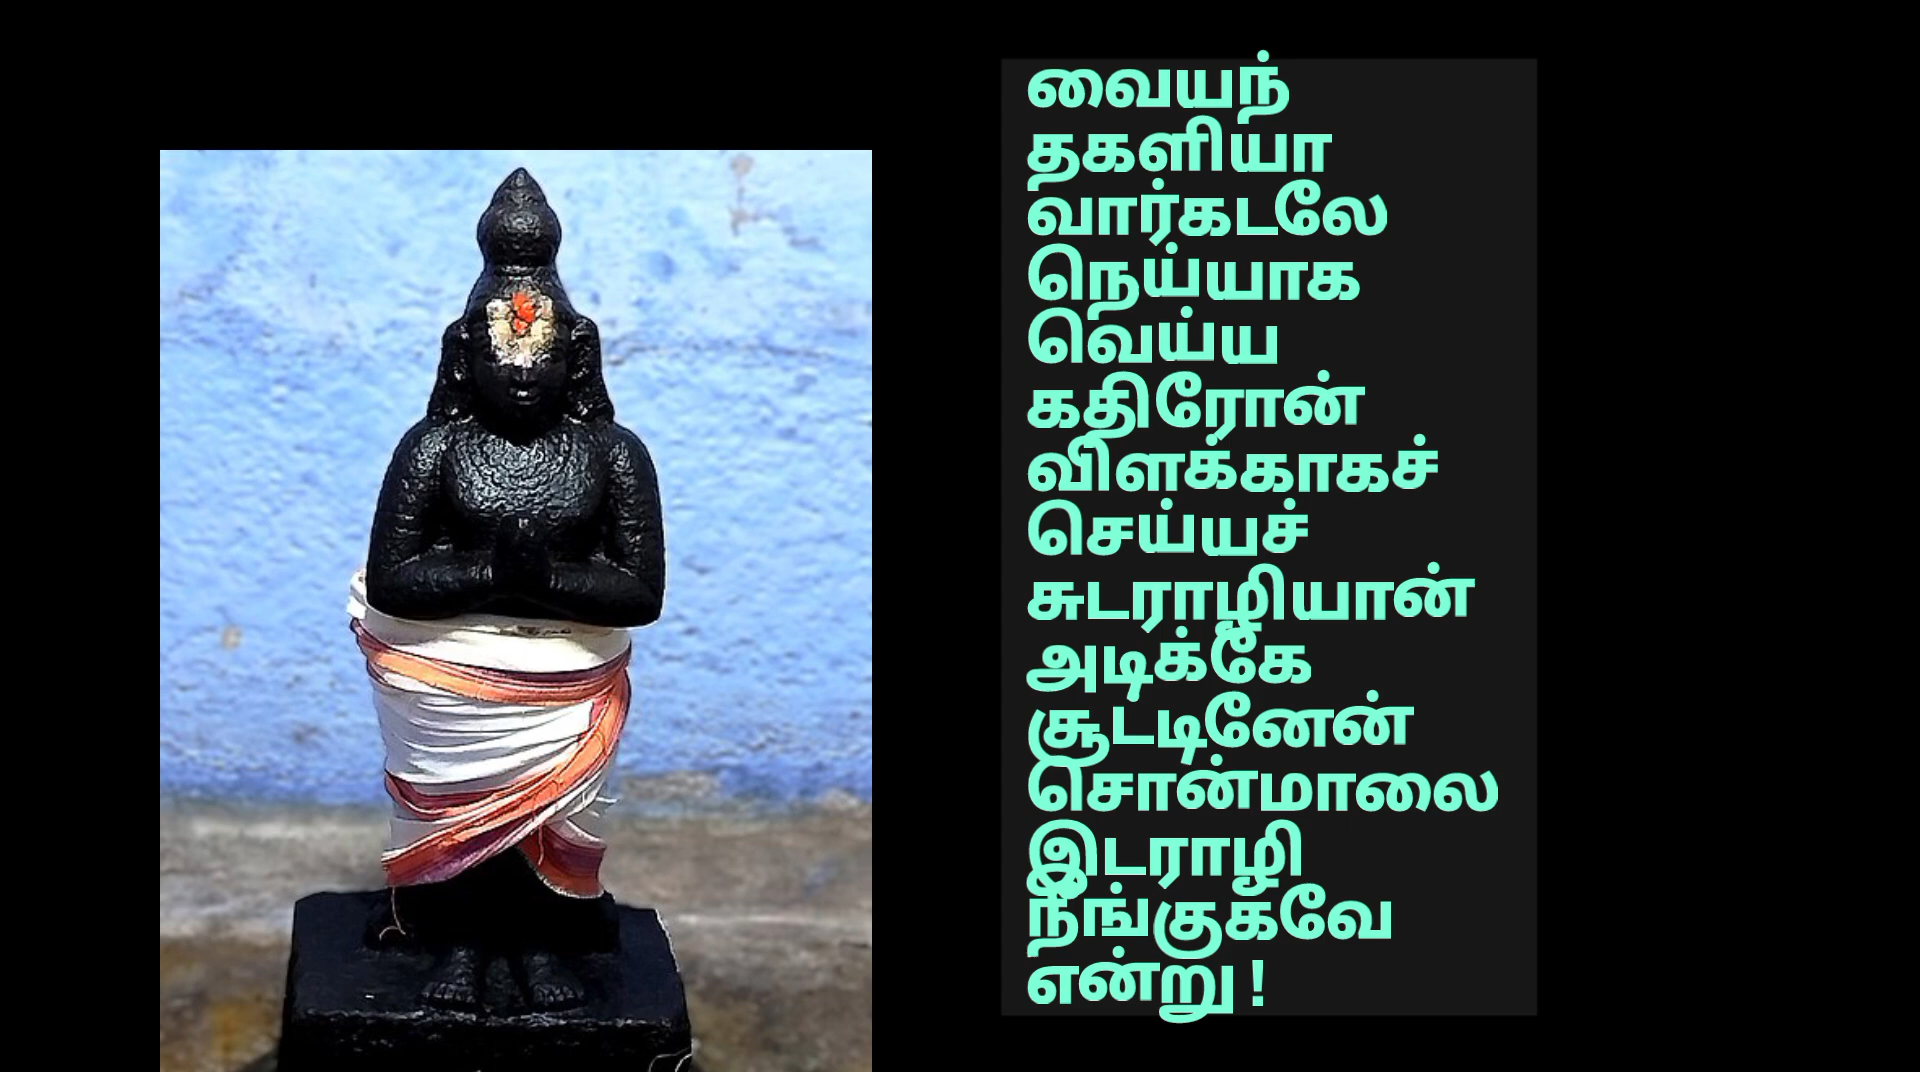 வையந்
தகளியா
வார்கடலே
நெய்யாக
வெய்ய
கதிரோன்
விளக்காகச்
செய்யச்
சுடராழியான்
அடிக்கே
சூட்டினேன்
சொன்மாலை
இடராழி
நீங்குகவே
என்று !